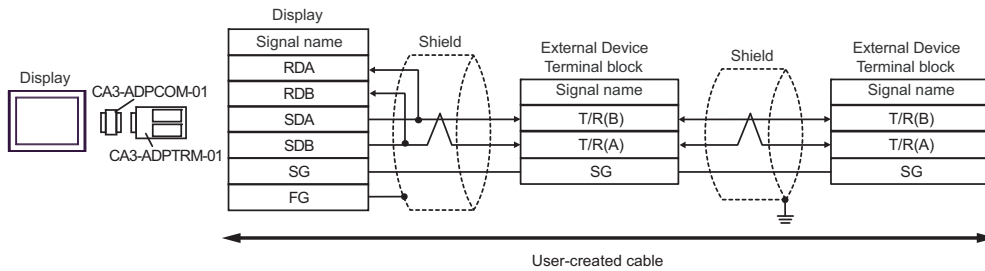 Display
CA3-ADPCOM-01
CA3-ADPTRM-01
Display
Signal name
RDA
RDB
SDA
SDB
SG
FG
Shield
External Device
Terminal block
Signal name
T/R(B)
T/R(A)
SG
Shield
External Device
Terminal block
Signal name
T/R(B)
T/R(A)
SG
User-created cable